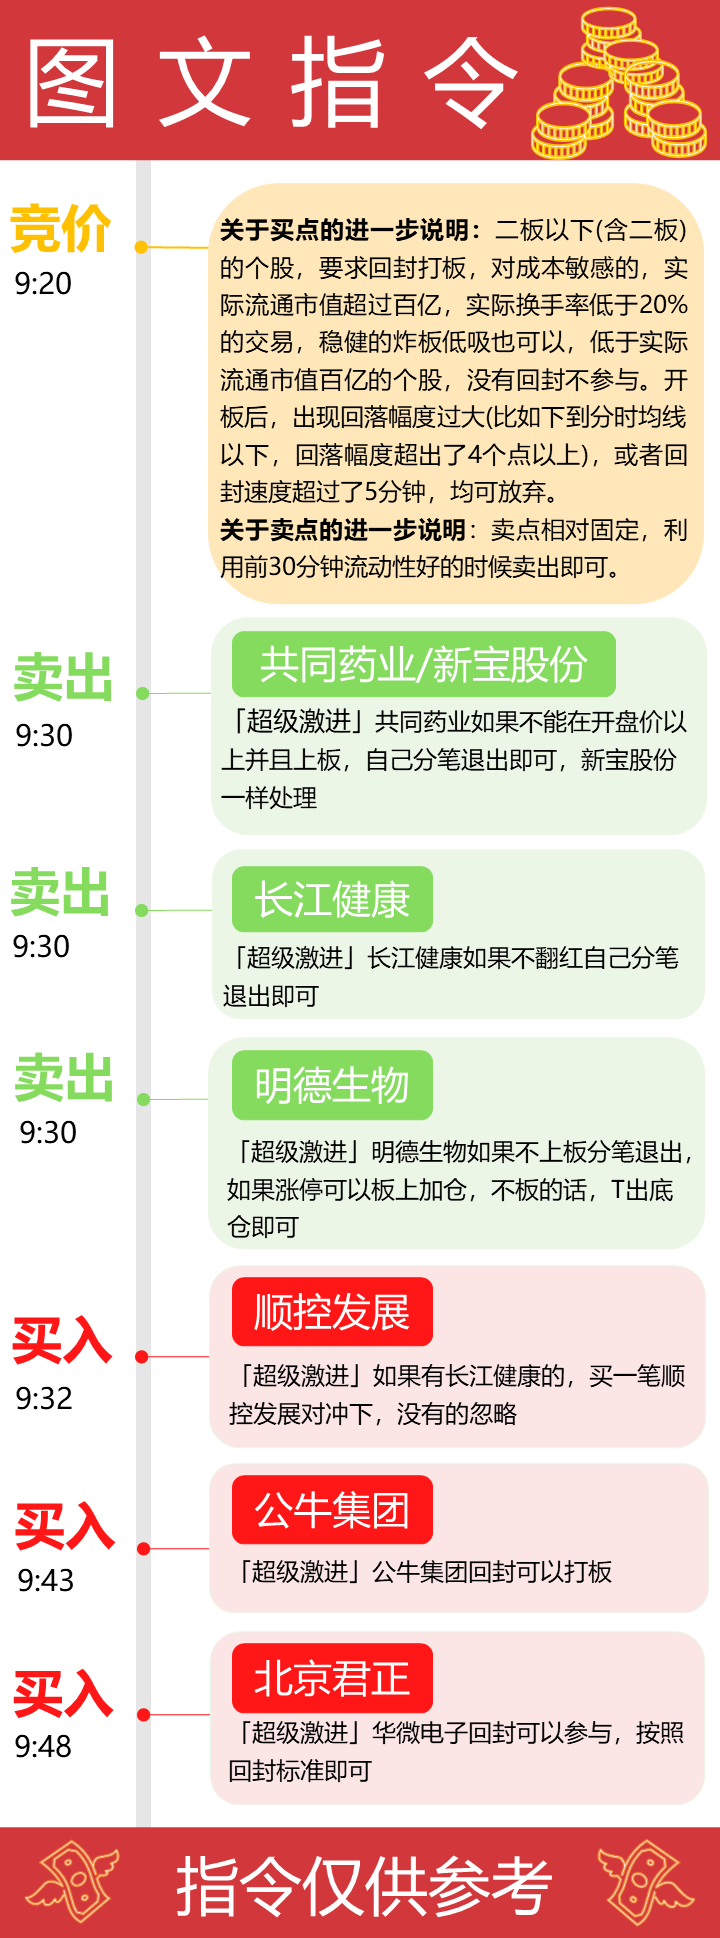 图文指令
竞价
9:20
关于买点的进一步说明：二板以下(含二板)
的个股，要求回封打板，对成本敏感的，实
际流通市值超过百亿，实际换手率低于20%
的交易，稳健的炸板低吸也可以，低于实际
流通市值百亿的个股，没有回封不参与。开
板后，出现回落幅度过大(比如下到分时均线
以下，回落幅度超出了4个点以上)，或者回
封速度超过了5分钟，均可放弃。
关于卖点的进一步说明：卖点相对固定，利
用前30分钟流动性好的时候卖出即可。
卖出
9:30
共同药业/新宝股份
「超级激进」共同药业如果不能在开盘价以
上并且上板，自己分笔退出即可，新宝股份
一样处理
卖出
9:30
长江健康
「超级激进」长江健康如果不翻红自己分笔
退出即可
卖出
9:30
明德生物
「超级激进」明德生物如果不上板分笔退出，
如果涨停可以板上加仓，不板的话，T出底
仓即可
买入
9:32
顺控发展
「超级激进」如果有长江健康的，买一笔顺
控发展对冲下，没有的忽略
买入
9:43
公牛集团
「超级激进」公牛集团回封可以打板
买入
9:48
北京君正
「超级激进」华微电子回封可以参与，按照
回封标准即可
指令仅供参考